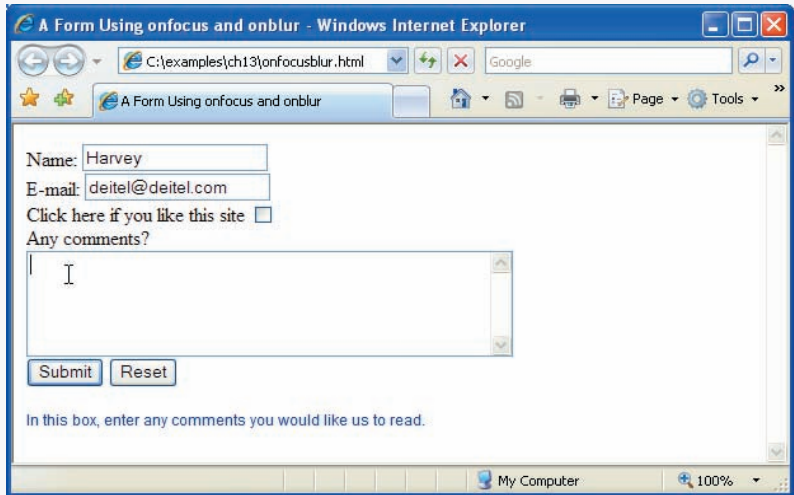 A Form Using onfocus and onblur - Windows Internet Explorer
C:\examples\ch13\onfocusblur.html
Google
A Form Using onfocus and onblur
Page
Tools
»
Name: Harvey
E-mail: deitel@deitel.com
Click here if you like this site
Any comments?
Submit Reset
In this box, enter any comments you would like us to read.
My Computer
100%